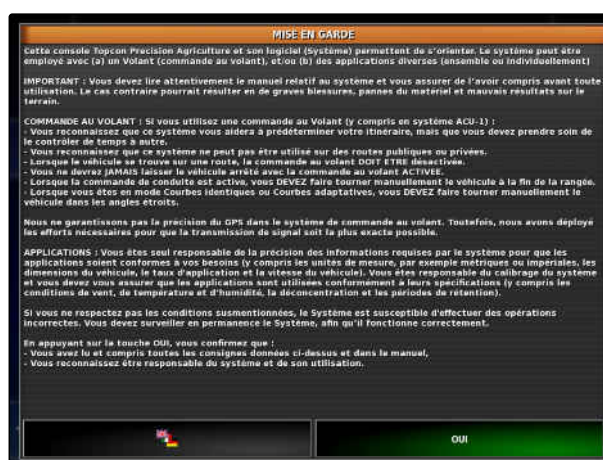 MISE EN GARDE
Cette console Topcon Precision Agriculture et son logiciel (Système) permettent de s'orienter. Le système peut être
employé avec (a) un Volant (commande au volant), et/ou (b) des applications diverses (ensemble ou individuellement)
IMPORTANT : Vous devez lire attentivement le manuel relatif au système et vous assurer de l'avoir compris avant toute
utilisation. Le cas contraire pourrait résulter en de graves blessures, pannes du matériel et mauvais résultats sur le
terrain.
COMMANDE AU VOLANT : Si vous utilisez une commande au Volant (y compris en système ACU-1) :
- Vous reconnaissez que ce système vous aidera à prédéterminer votre itinéraire, mais que vous devez prendre soin de
le contrôler de temps à autre.
- Vous reconnaissez que ce système ne peut pas être utilisé sur des routes publiques ou privées.
- Lorsque le véhicule se trouve sur une route, la commande au volant DOIT ETRE désactivée.
- Vous ne devrez JAMAIS laisser le véhicule arrêté avec la commande au volant ACTIVEE.
- Lorsque la commande de conduite est active, vous DEVEZ faire tourner manuellement le véhicule à la fin de la rangée.
- Lorsque vous êtes en mode Courbes identiques ou Courbes adaptatives, vous DEVEZ faire tourner manuellement le
véhicule dans les angles étroits.
Nous ne garantissons pas la précision du GPS dans le système de commande au volant. Toutefois, nous avons déployé
les efforts nécessaires pour que la transmission de signal soit la plus exacte possible.
APPLICATIONS : Vous êtes seul responsable de la précision des informations requises par le système pour que les
applications soient conformes à vos besoins (y compris les unités de mesure, par exemple métriques ou impériales, les
dimensions du véhicule, le taux d'application et la vitesse du véhicule). Vous êtes responsable du calibrage du système
et vous devez vous assurer que les applications sont utilisées conformément à leurs spécifications (y compris les
conditions de vent, de température et d'humidité, la déconcentration et les périodes de rétention).
Si vous ne respectez pas les conditions susmentionnées, le Système est susceptible d'effectuer des opérations
incorrectes. Vous devez surveiller en permanence le Système, afin qu'il fonctionne correctement.
En appuyant sur la touche OUI, vous confirmez que :
- Vous avez lu et compris toutes les consignes données ci-dessus et dans le manuel,
- Vous reconnaissez être responsable du système et de son utilisation.
OUI